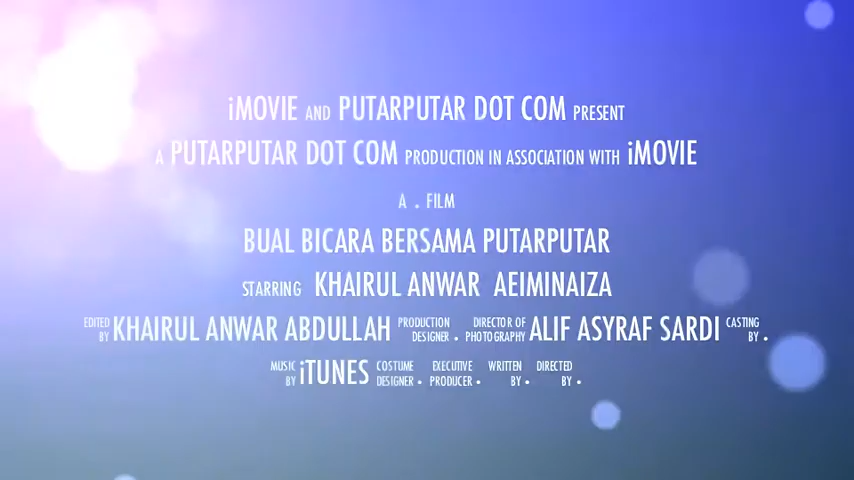 iMOVIE AND PUTARPUTAR DOT COM PRESENT
A PUTARPUTAR DOT COM PRODUCTION IN ASSOCIATION WITH iMOVIE
A . FILM
BUAL BICARA BERSAMA PUTARPUTAR
STARRING KHAIRUL ANWAR AEIMINAIZA
EDITED BY KHAIRUL ANWAR ABDULLAH PRODUCTION DESIGNER . DIRECTOR OF PHOTOGRAPHY ALIF ASYRAF SARDI CASTING BY .
MUSIC BY iTUNES COSTUME DESIGNER . EXECUTIVE PRODUCER . WRITTEN BY . DIRECTED BY .